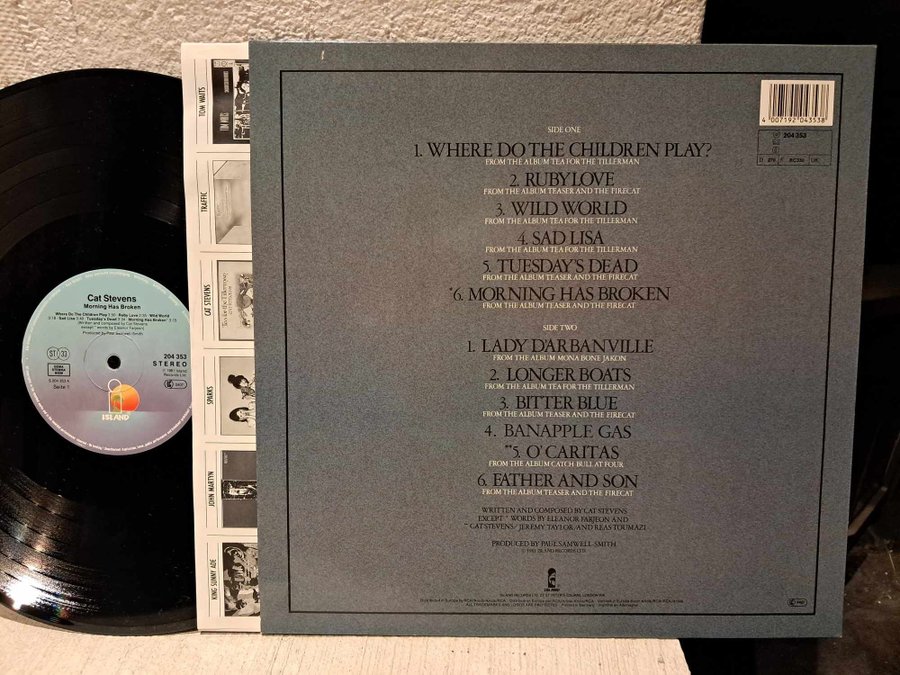 Cat Stevens
Morning Has Broken
ST 33
204 353
STEREO
Seite 1
ISLAND
TOM WAITS
TRAFFIC
CAT STEVENS
SPARKS
JOHN MARTYN
KING SUNNY ADE
4 007192 043538
204 353
SIDE ONE
1. WHERE DO THE CHILDREN PLAY?
FROM THE ALBUM TEA FOR THE TILLERMAN
2. RUBYLOVE
FROM THE ALBUM TEASER AND THE FIRECAT
3. WILD WORLD
FROM THE ALBUM TEA FOR THE TILLERMAN
4. SAD LISA
FROM THE ALBUM TEA FOR THE TILLERMAN
5. TUESDAY'S DEAD
FROM THE ALBUM TEASER AND THE FIRECAT
*6. MORNING HAS BROKEN
FROM THE ALBUM TEASER AND THE FIRECAT
SIDE TWO
1. LADY D'ARBANVILLE
FROM THE ALBUM MONA BONE JAKON
2. LONGER BOATS
FROM THE ALBUM TEA FOR THE TILLERMAN
3. BITTER BLUE
FROM THE ALBUM TEASER AND THE FIRECAT
4. BANAPPLE GAS
**5. O' CARITAS
FROM THE ALBUM CATCH BULL AT FOUR
6. FATHER AND SON
FROM THE ALBUM TEASER AND THE FIRECAT
WRITTEN AND COMPOSED BY CAT STEVENS
EXCEPT * WORDS BY ELEANOR FARJEON AND
** CAT STEVENS/ JEREMY TAYLOR, AND REAS TOUMAZI
PRODUCED BY PAUL SAMWELL-SMITH